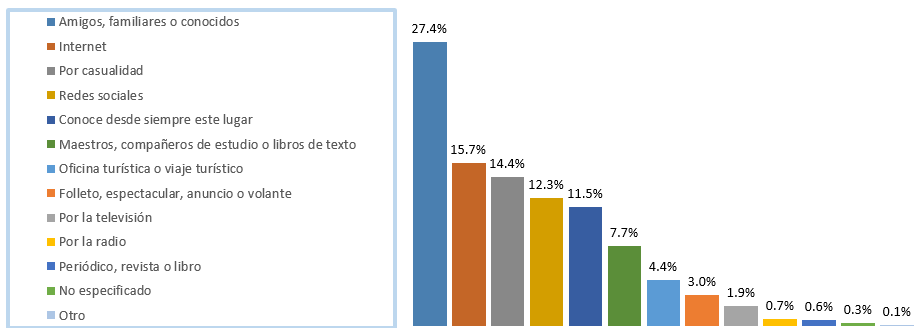 Amigos, familiares o conocidos
Internet
Por casualidad
Redes sociales
Conoce desde siempre este lugar
Maestros, compañeros de estudio o libros de texto
Oficina turística o viaje turístico
Folleto, espectacular, anuncio o volante
Por la televisión
Por la radio
Periódico, revista o libro
No especificado
Otro
27.4%
15.7%
14.4%
12.3%
11.5%
7.7%
4.4%
3.0%
1.9%
0.7%
0.6%
0.3%
0.1%